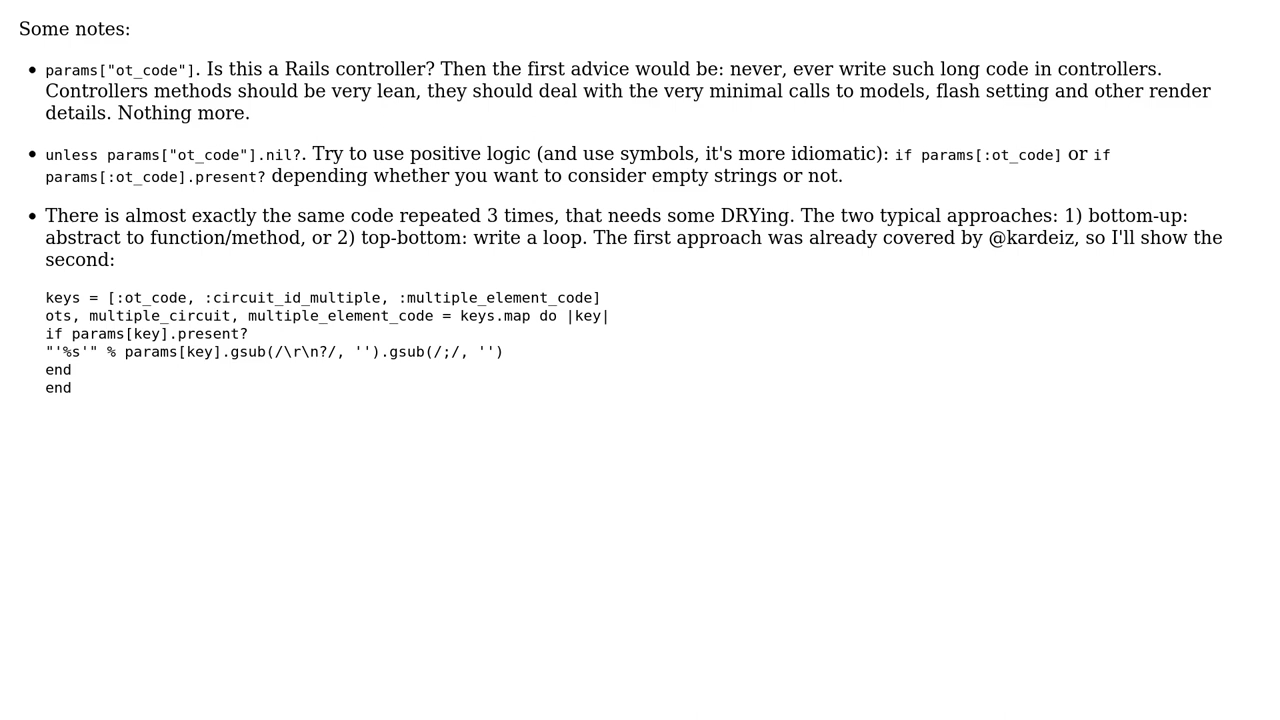 Some notes:
params["ot_code"]. Is this a Rails controller? Then the first advice would be: never, ever write such long code in controllers.
Controllers methods should be very lean, they should deal with the very minimal calls to models, flash setting and other render
details. Nothing more.
unless params["ot_code"].nil?. Try to use positive logic (and use symbols, it's more idiomatic): if params[:ot_code] or if
params[:ot_code].present? depending whether you want to consider empty strings or not.
There is almost exactly the same code repeated 3 times, that needs some DRYing. The two typical approaches: 1) bottom-up:
abstract to function/method, or 2) top-bottom: write a loop. The first approach was already covered by @kardeiz, so I'll show the
second:
keys = [:ot_code, :circuit_id_multiple, :multiple_element_code]
ots, multiple_circuit, multiple_element_code = keys.map do |key|
if params[key].present?
"'%s'" % params[key].gsub(/\r\n?/, '').gsub(/;/, '')
end
end